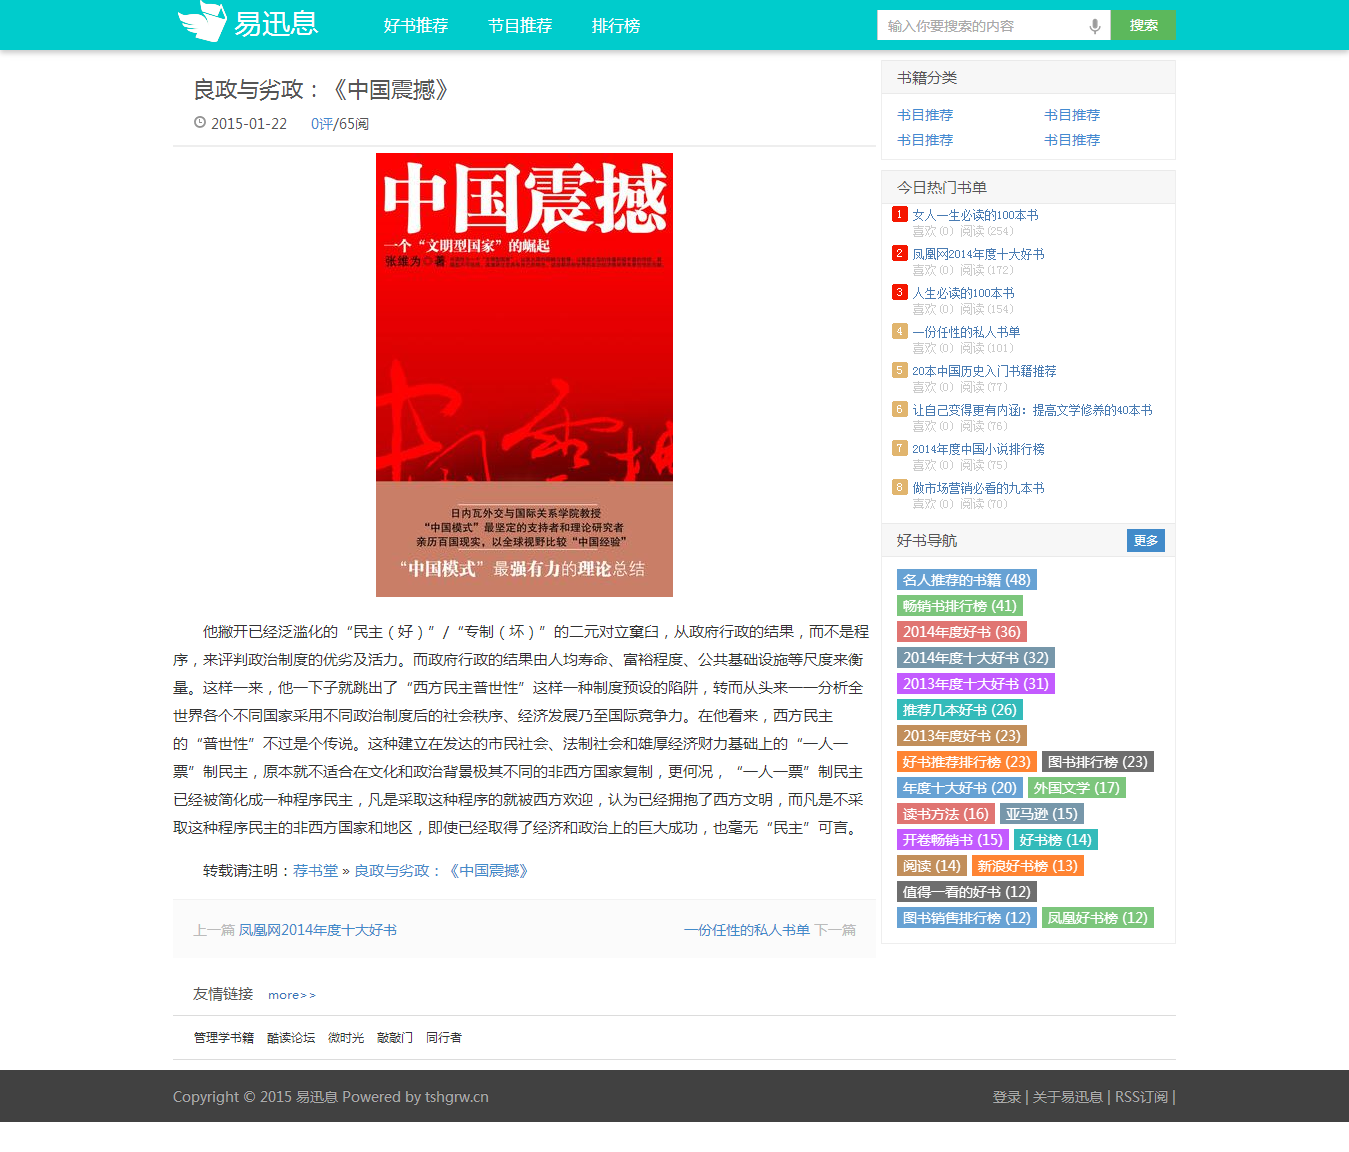 易迅息
好书推荐 节目推荐 排行榜
输入你要搜索的内容 搜索
良政与劣政：《中国震撼》
2015-01-22 0评/65阅
中国震撼
一个“文明型国家”的崛起
张维为◎著
日内瓦外交与国际关系学院教授
“中国模式”最坚定的支持者和理论研究者
亲历百国现实，以全球视野比较“中国经验”
“中国模式”最强有力的理论总结
他撇开已经泛滥化的“民主（好）”/“专制（坏）”的二元对立窠臼，从政府行政的结果，而不是程
序，来评判政治制度的优劣及活力。而政府行政的结果由人均寿命、富裕程度、公共基础设施等尺度来衡
量。这样一来，他一下子就跳出了“西方民主普世性”这样一种制度预设的陷阱，转而从头来一一分析全
世界各个不同国家采用不同政治制度后的社会秩序、经济发展乃至国际竞争力。在他看来，西方民主
的“普世性”不过是个传说。这种建立在发达的市民社会、法制社会和雄厚经济财力基础上的“一人一
票”制民主，原本就不适合在文化和政治背景极其不同的非西方国家复制，更何况，“一人一票”制民主
已经被简化成一种程序民主，凡是采取这种程序的就被西方欢迎，认为已经拥抱了西方文明，而凡是不采
取这种程序民主的非西方国家和地区，即使已经取得了经济和政治上的巨大成功，也毫无“民主”可言。
转载请注明：荐书堂 » 良政与劣政：《中国震撼》
上一篇 凤凰网2014年度十大好书
一份任性的私人书单 下一篇
书籍分类
书目推荐 书目推荐
书目推荐 书目推荐
今日热门书单
1 女人一生必读的100本书
喜欢(0) 阅读(254)
2 凤凰网2014年度十大好书
喜欢(0) 阅读(172)
3 人生必读的100本书
喜欢(0) 阅读(154)
4 一份任性的私人书单
喜欢(0) 阅读(101)
5 20本中国历史入门书籍推荐
喜欢(0) 阅读(77)
6 让自己变得更有内涵：提高文学修养的40本书
喜欢(0) 阅读(76)
7 2014年度中国小说排行榜
喜欢(0) 阅读(75)
8 做市场营销必看的九本书
喜欢(0) 阅读(70)
好书导航 更多
名人推荐的书籍 (48)
畅销书排行榜 (41)
2014年度好书 (36)
2014年度十大好书 (32)
2013年度十大好书 (31)
推荐几本好书 (26)
2013年度好书 (23)
好书推荐排行榜 (23) 图书排行榜 (23)
年度十大好书 (20) 外国文学 (17)
读书方法 (16) 亚马逊 (15)
开卷畅销书 (15) 好书榜 (14)
阅读 (14) 新浪好书榜 (13)
值得一看的好书 (12)
图书销售排行榜 (12) 凤凰好书榜 (12)
友情链接 more>>
管理学书籍 酷读论坛 微时光 敲敲门 同行者
Copyright © 2015 易迅息 Powered by tshgrw.cn
登录 | 关于易迅息 | RSS订阅 |